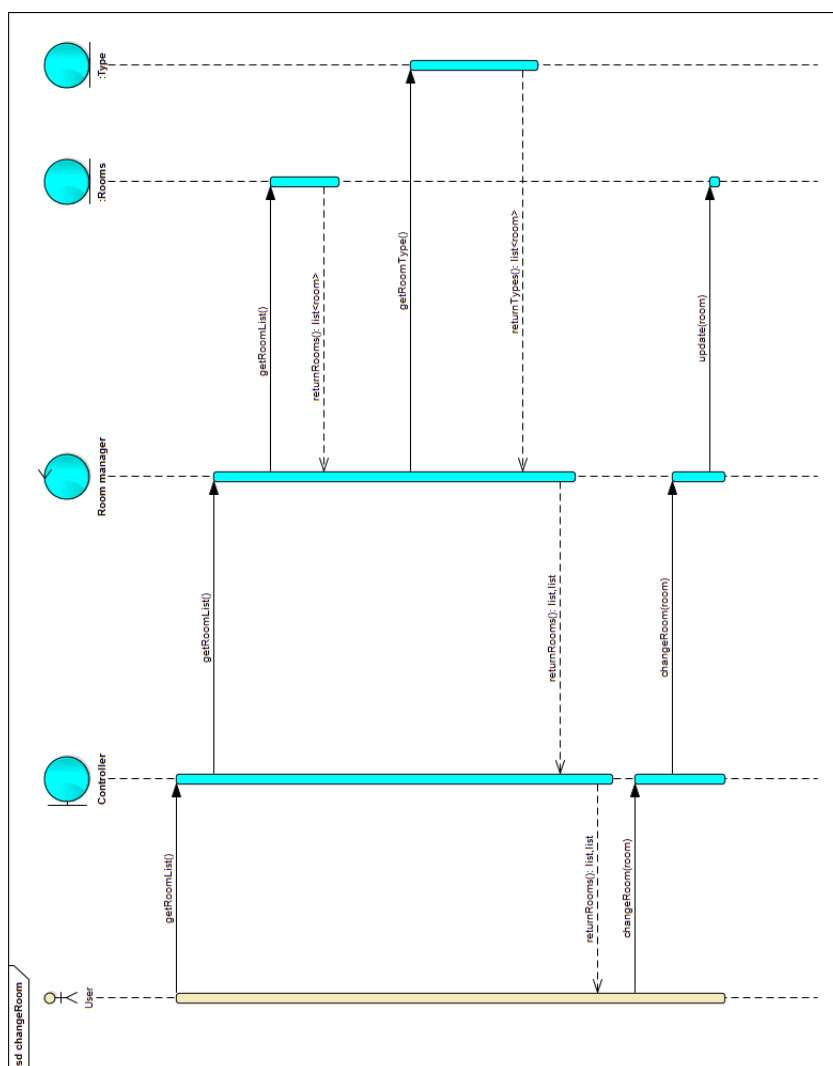 sd changeRoom
User
Controller
Room manager
:Rooms
:Type
getRoomList()
getRoomList()
getRoomList()
returnRooms(): list<room>
getRoomType()
returnTypes(): list<room>
returnRooms(): list,list
returnRooms(): list,list
changeRoom(room)
changeRoom(room)
update(room)